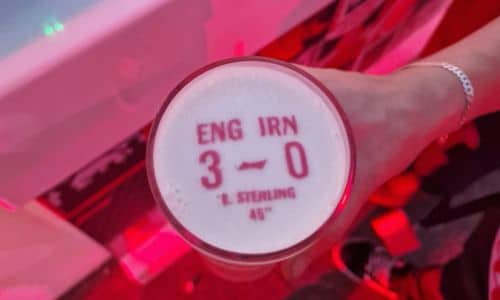 ENG IRN
3 - 0
R. STERLING
45"